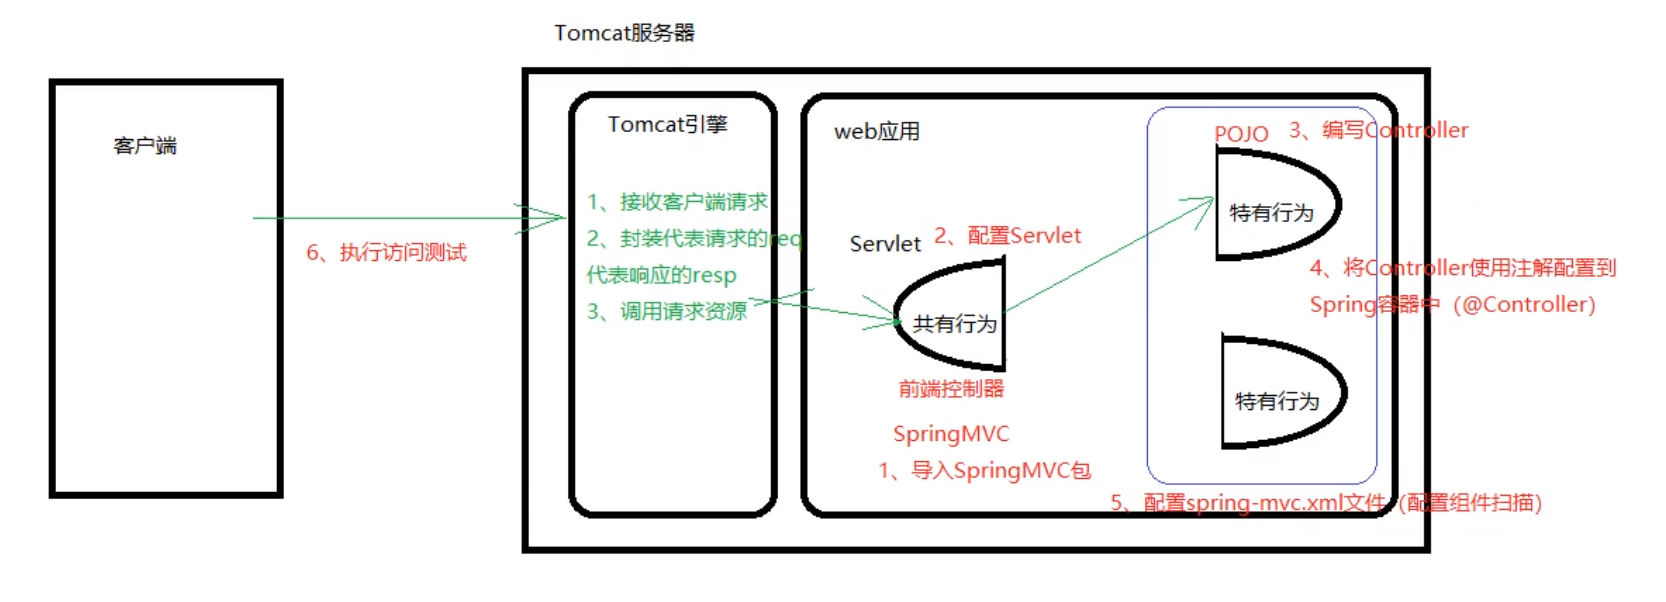 Tomcat服务器
客户端
6、执行访问测试
Tomcat引擎
1、接收客户端请求
2、封装代表请求的req
代表响应的resp
3、调用请求资源
web应用
Servlet
2、配置Servlet
共有行为
前端控制器
SpringMVC
1、导入SpringMVC包
POJO
3、编写Controller
特有行为
4、将Controller使用注解配置到
Spring容器中（@Controller）
特有行为
5、配置spring-mvc.xml文件（配置组件扫描）